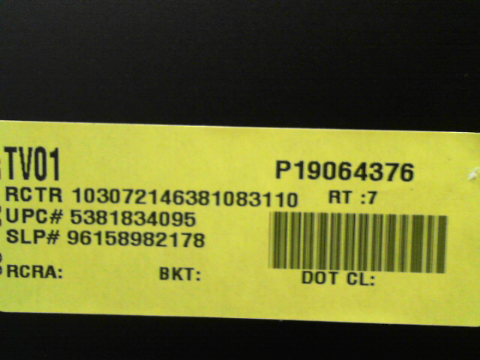 TV01
P19064376
RCTR 103072146381083110 RT :7
UPC# 5381834095
SLP# 96158982178
RCRA: BKT: DOT CL: